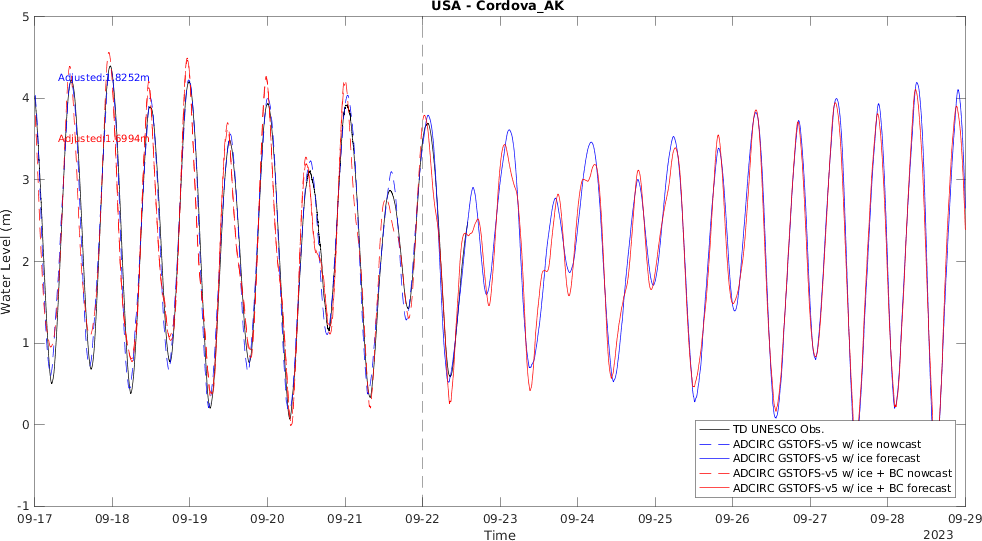 USA - Cordova_AK
5
4
3
2
1
0
-1
Water Level (m)
Adjusted:1.8252m
Adjusted:1.6994m
TD UNESCO Obs.
ADCIRC GSTOFS-v5 w/ ice nowcast
ADCIRC GSTOFS-v5 w/ ice forecast
ADCIRC GSTOFS-v5 w/ ice + BC nowcast
ADCIRC GSTOFS-v5 w/ ice + BC forecast
09-17 09-18 09-19 09-20 09-21 09-22 09-23 09-24 09-25 09-26 09-27 09-28 09-29
Time
2023